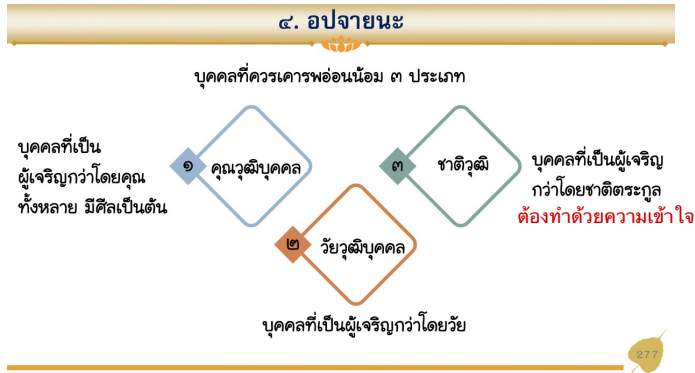 ๔. อปจายนะ
บุคคลที่ควรเคารพอ่อนน้อม ๓ ประเภท
บุคคลที่เป็น
ผู้เจริญกว่าโดยคุณ
ทั้งหลาย มีศีลเป็นต้น
๑ คุณวุฒิบุคคล
๒ วัยวุฒิบุคคล
บุคคลที่เป็นผู้เจริญกว่าโดยวัย
๓ ชาติวุฒิ
บุคคลที่เป็นผู้เจริญ
กว่าโดยชาติตระกูล
ต้องทำด้วยความเข้าใจ
277